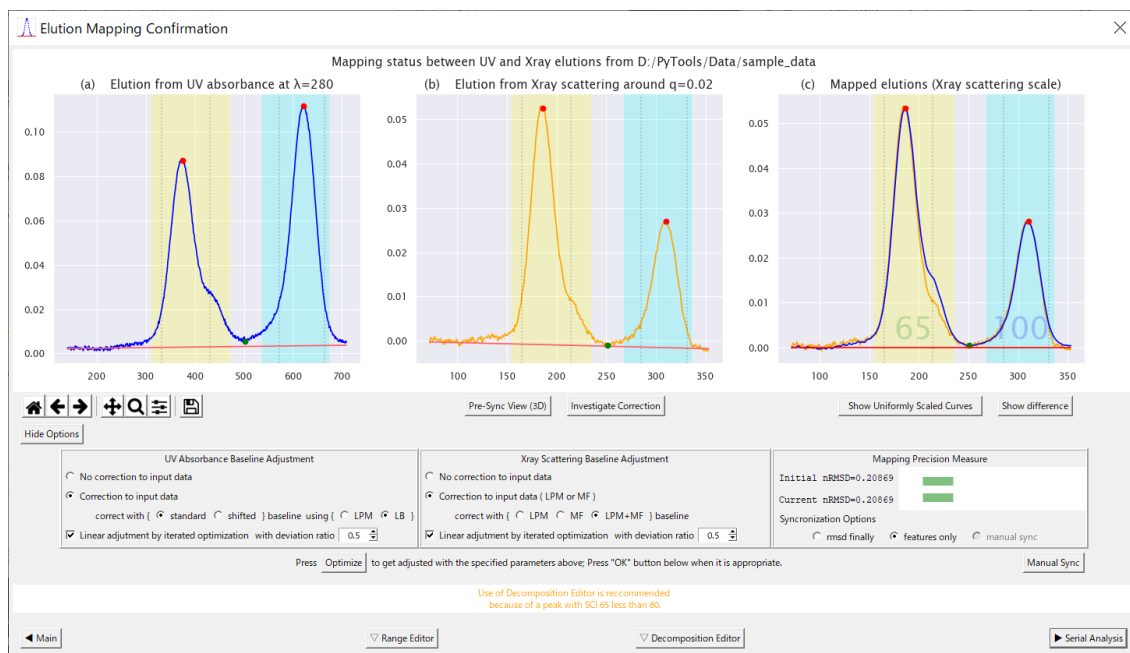 Elution Mapping Confirmation
Mapping status between UV and Xray elutions from D:/PyTools/Data/sample_data
(a) Elution from UV absorbance at λ=280
(b) Elution from Xray scattering around q=0.02
(c) Mapped elutions (Xray scattering scale)
0.10
0.08
0.06
0.04
0.02
0.00
200 300 400 500 600 700
0.05
0.04
0.03
0.02
0.01
0.00
100 150 200 250 300 350
0.05
0.04
0.03
0.02
0.01
0.00
65 100
100 150 200 250 300 350
Pre-Sync View (3D) Investigate Correction Show Uniformly Scaled Curves Show difference
Hide Options
UV Absorbance Baseline Adjustment
No correction to input data
Correction to input data
correct with { standard shifted } baseline using { LPM LB }
Linear adjutment by iterated optimization with deviation ratio 0.5
Xray Scattering Baseline Adjustment
No correction to input data
Correction to input data ( LPM or MF )
correct with { LPM MF LPM+MF } baseline
Linear adjutment by iterated optimization with deviation ratio 0.5
Mapping Precision Measure
Initial nRMSD=0.20869
Current nRMSD=0.20869
Syncronization Options
rmsd finally features only manual sync
Press Optimize to get adjusted with the specified parameters above; Press "OK" button below when it is appropriate.
Manual Sync
Use of Decomposition Editor is reccommended
because of a peak with SCI 65 less than 80.
◀ Main ▽ Range Editor ▽ Decomposition Editor ▶ Serial Analysis